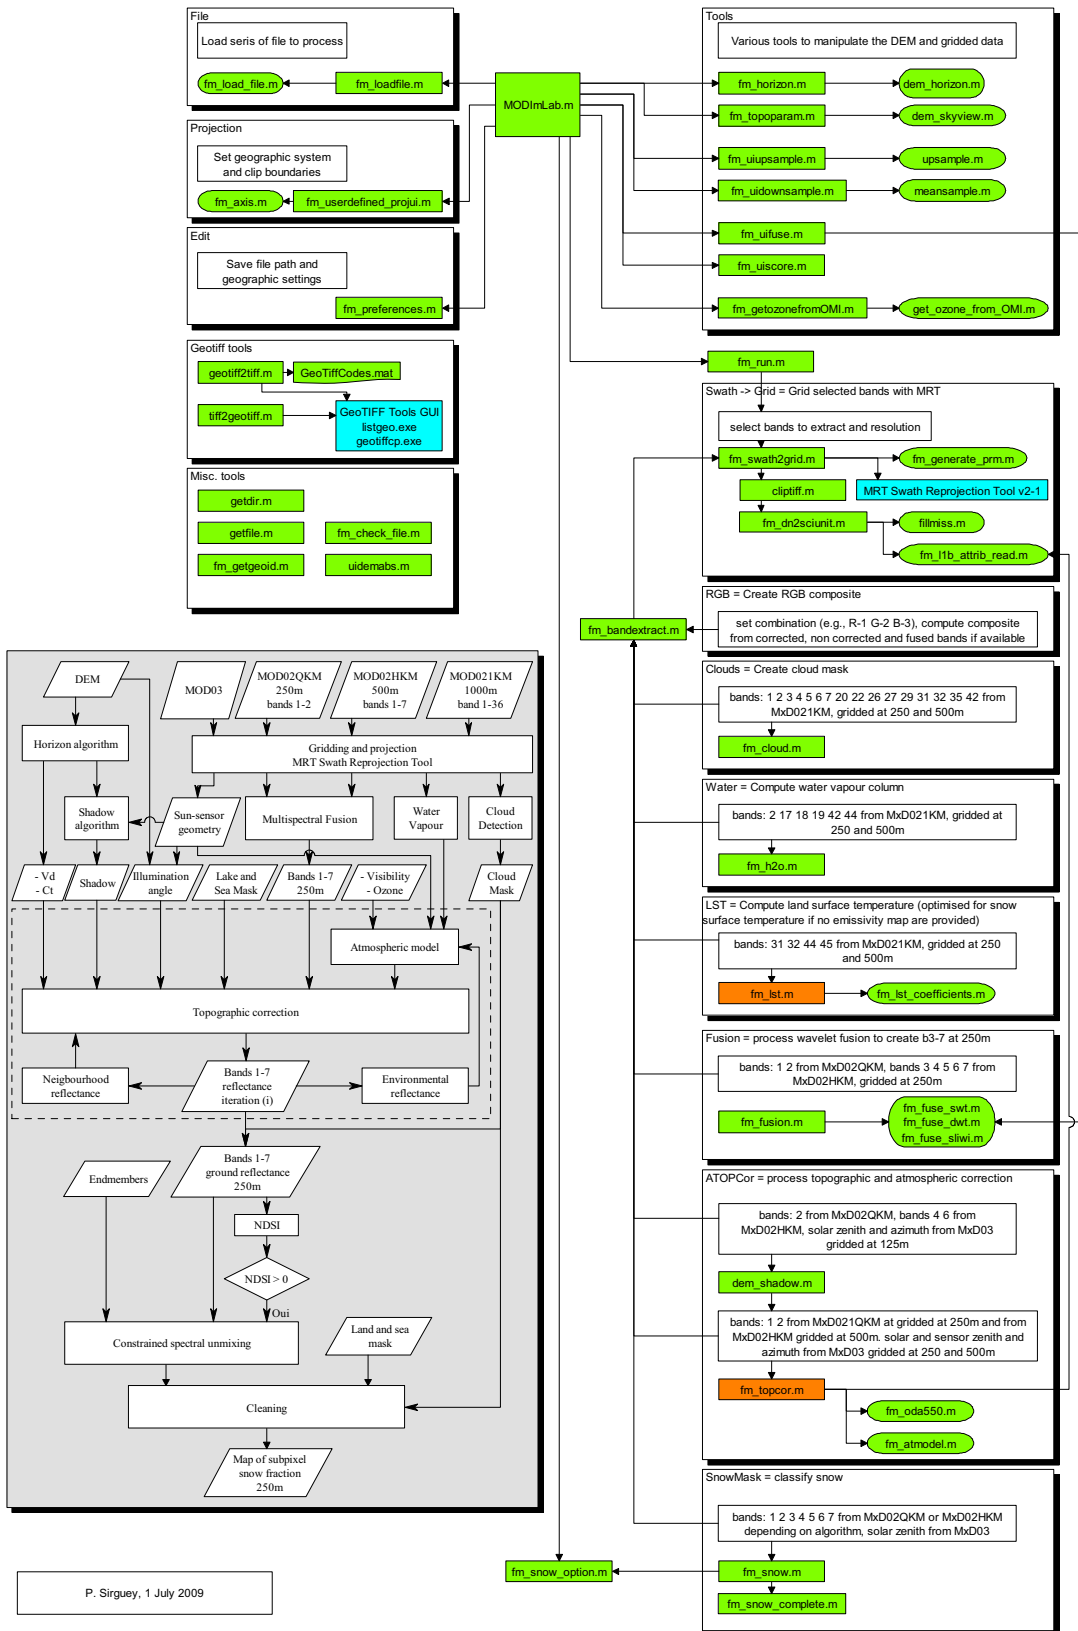 File
Load seris of file to process
fm_load_file.m
fm_loadfile.m
MODImLab.m
Projection
Set geographic system
and clip boundaries
fm_axis.m
fm_userdefined_projui.m
Edit
Save file path and
geographic settings
fm_preferences.m
Geotiff tools
geotiff2tiff.m
GeoTiffCodes.mat
tiff2geotiff.m
GeoTIFF Tools GUI
listgeo.exe
geotiffcp.exe
Misc. tools
getdir.m
getfile.m
fm_check_file.m
fm_getgeoid.m
uidemabs.m
Tools
Various tools to manipulate the DEM and gridded data
fm_horizon.m
dem_horizon.m
fm_topoparam.m
dem_skyview.m
fm_uiupsample.m
upsample.m
fm_uidownsample.m
meansample.m
fm_uifuse.m
fm_uiscore.m
fm_getozonefromOMI.m
get_ozone_from_OMI.m
fm_run.m
Swath -> Grid = Grid selected bands with MRT
select bands to extract and resolution
fm_swath2grid.m
fm_generate_prm.m
cliptiff.m
MRT Swath Reprojection Tool v2-1
fm_dn2sciunit.m
fillmiss.m
fm_l1b_attrib_read.m
RGB = Create RGB composite
set combination (e.g., R-1 G-2 B-3), compute composite
from corrected, non corrected and fused bands if available
fm_bandextract.m
Clouds = Create cloud mask
bands: 1 2 3 4 5 6 7 20 22 26 27 29 31 32 35 42 from
MxD021KM, gridded at 250 and 500m
fm_cloud.m
Water = Compute water vapour column
bands: 2 17 18 19 42 44 from MxD021KM, gridded at
250 and 500m
fm_h2o.m
LST = Compute land surface temperature (optimised for snow
surface temperature if no emissivity map are provided)
bands: 31 32 44 45 from MxD021KM, gridded at 250
and 500m
fm_lst.m
fm_lst_coefficients.m
Fusion = process wavelet fusion to create b3-7 at 250m
bands: 1 2 from MxD02QKM, bands 3 4 5 6 7 from
MxD02HKM, gridded at 250m
fm_fusion.m
fm_fuse_swt.m
fm_fuse_dwt.m
fm_fuse_sliwi.m
ATOPCor = process topographic and atmospheric correction
bands: 2 from MxD02QKM, bands 4 6 from
MxD02HKM, solar zenith and azimuth from MxD03
gridded at 125m
dem_shadow.m
bands: 1 2 from MxD021QKM at gridded at 250m and from
MxD02HKM gridded at 500m. solar and sensor zenith and
azimuth from MxD03 gridded at 250 and 500m
fm_topcor.m
fm_oda550.m
fm_atmodel.m
SnowMask = classify snow
bands: 1 2 3 4 5 6 7 from MxD02QKM or MxD02HKM
depending on algorithm, solar zenith from MxD03
fm_snow_option.m
fm_snow.m
fm_snow_complete.m
DEM
MOD03
MOD02QKM
250m
bands 1-2
MOD02HKM
500m
bands 1-7
MOD021KM
1000m
band 1-36
Horizon algorithm
Gridding and projection
MRT Swath Reprojection Tool
Shadow
algorithm
Sun-sensor
geometry
Multispectral Fusion
Water
Vapour
Cloud
Detection
- Vd
- Ct
Shadow
Illumination
angle
Lake and
Sea Mask
Bands 1-7
250m
- Visibility
- Ozone
Cloud
Mask
Atmospheric model
Topographic correction
Neigbourhood
reflectance
Bands 1-7
reflectance
iteration (i)
Environmental
reflectance
Endmembers
Bands 1-7
ground reflectance
250m
NDSI
NDSI > 0
Oui
Constrained spectral unmixing
Land and sea
mask
Cleaning
Map of subpixel
snow fraction
250m
P. Sirguey, 1 July 2009